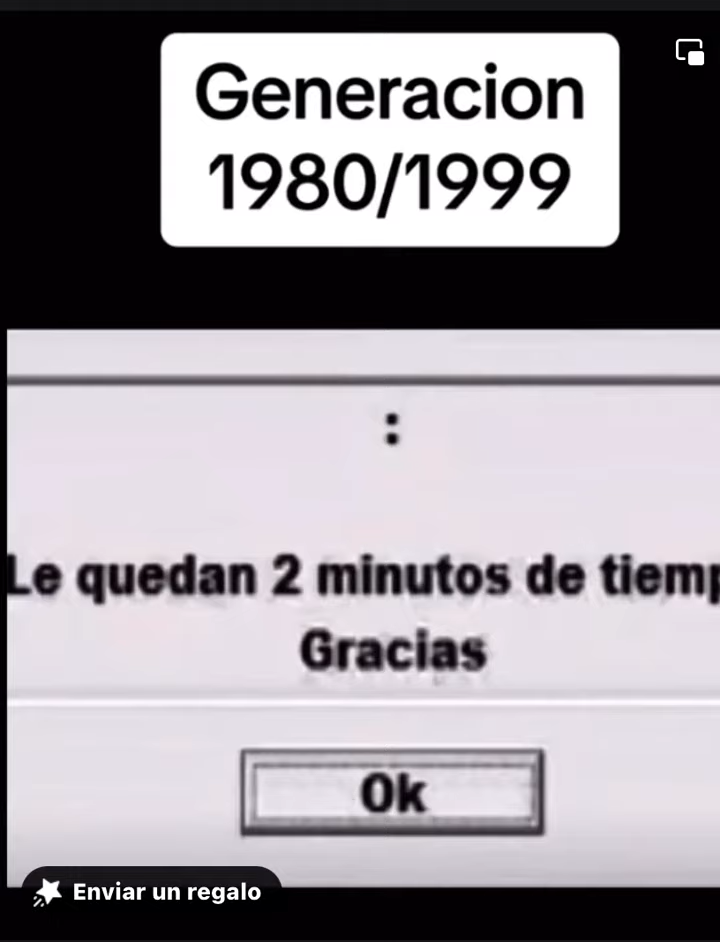 Generacion
1980/1999
:
Le quedan 2 minutos de tiemp
Gracias
Ok
Enviar un regalo